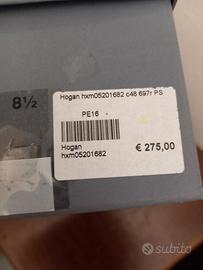 Hogan hxm05201682 c48 697r PS
PE16 -
8½
Hogan
hxm05201682
€ 275,00
subito